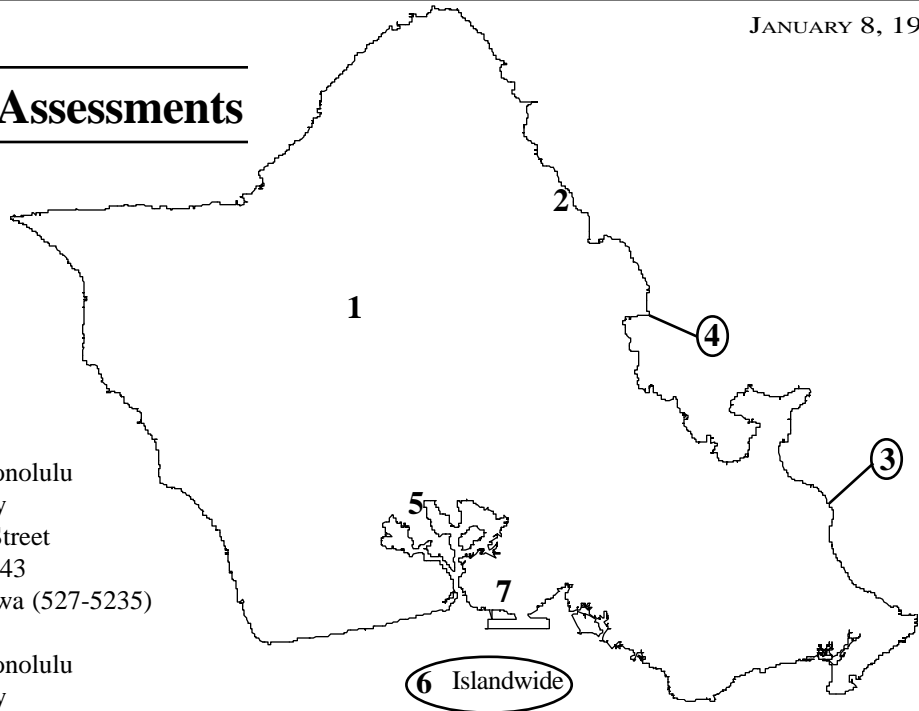 JANUARY 8, 19
Assessments
2
1
4
3
onolulu
y
Street
43
wa (527-5235)
onolulu
y
5
7
6 Islandwide